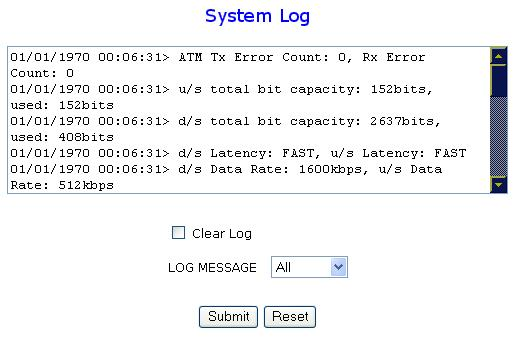 System Log
01/01/1970 00:06:31> ATM Tx Error Count: 0, Rx Error
Count: 0
01/01/1970 00:06:31> u/s total bit capacity: 152bits,
used: 152bits
01/01/1970 00:06:31> d/s total bit capacity: 2637bits,
used: 408bits
01/01/1970 00:06:31> d/s Latency: FAST, u/s Latency: FAST
01/01/1970 00:06:31> d/s Data Rate: 1600kbps, u/s Data
Rate: 512kbps
Clear Log
LOG MESSAGE All
Submit Reset